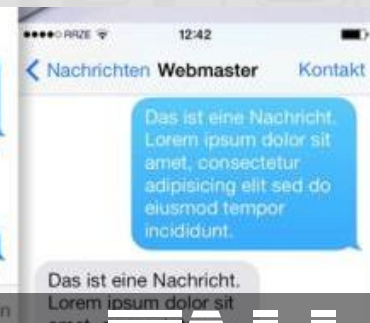 12:42
Nachrichten Webmaster Kontakt
Das ist eine Nachricht.
Lorem ipsum dolor sit
amet, consectetur
adipisicing elit sed do
eiusmod tempor
incididunt.
Das ist eine Nachricht.
Lorem ipsum dolor sit